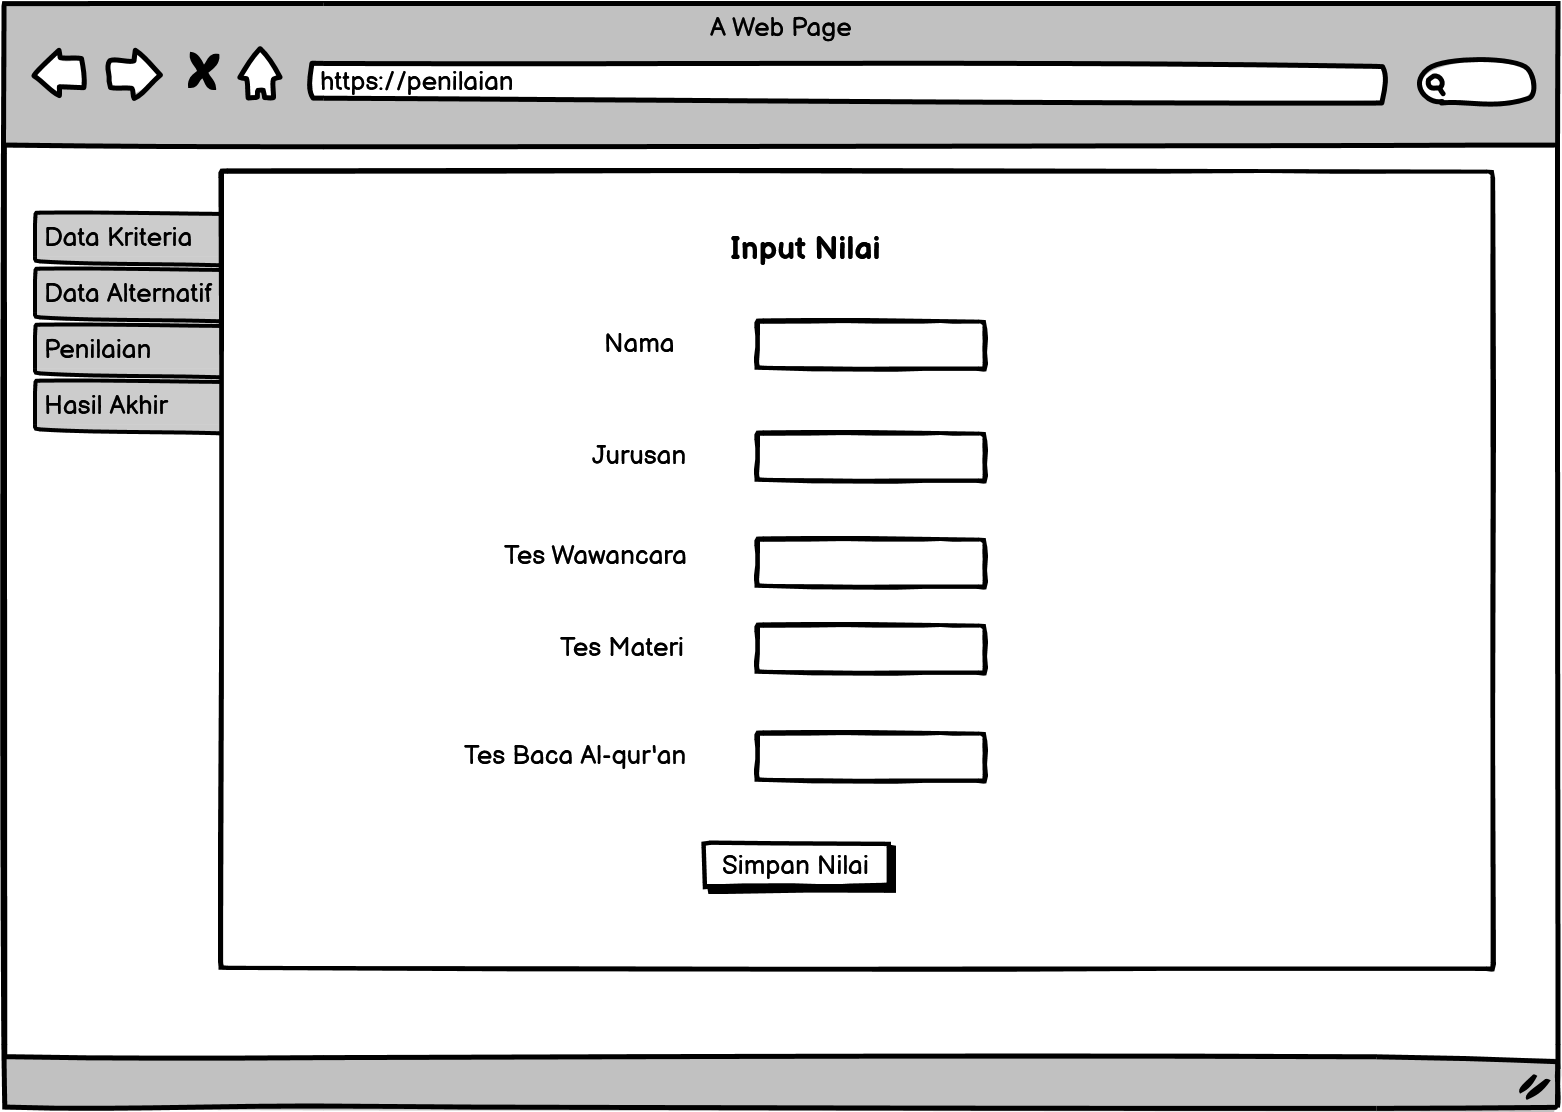 A Web Page
https://penilaian
Data Kriteria
Data Alternatif
Penilaian
Hasil Akhir
Input Nilai
Nama
Jurusan
Tes Wawancara
Tes Materi
Tes Baca Al-qur'an
Simpan Nilai